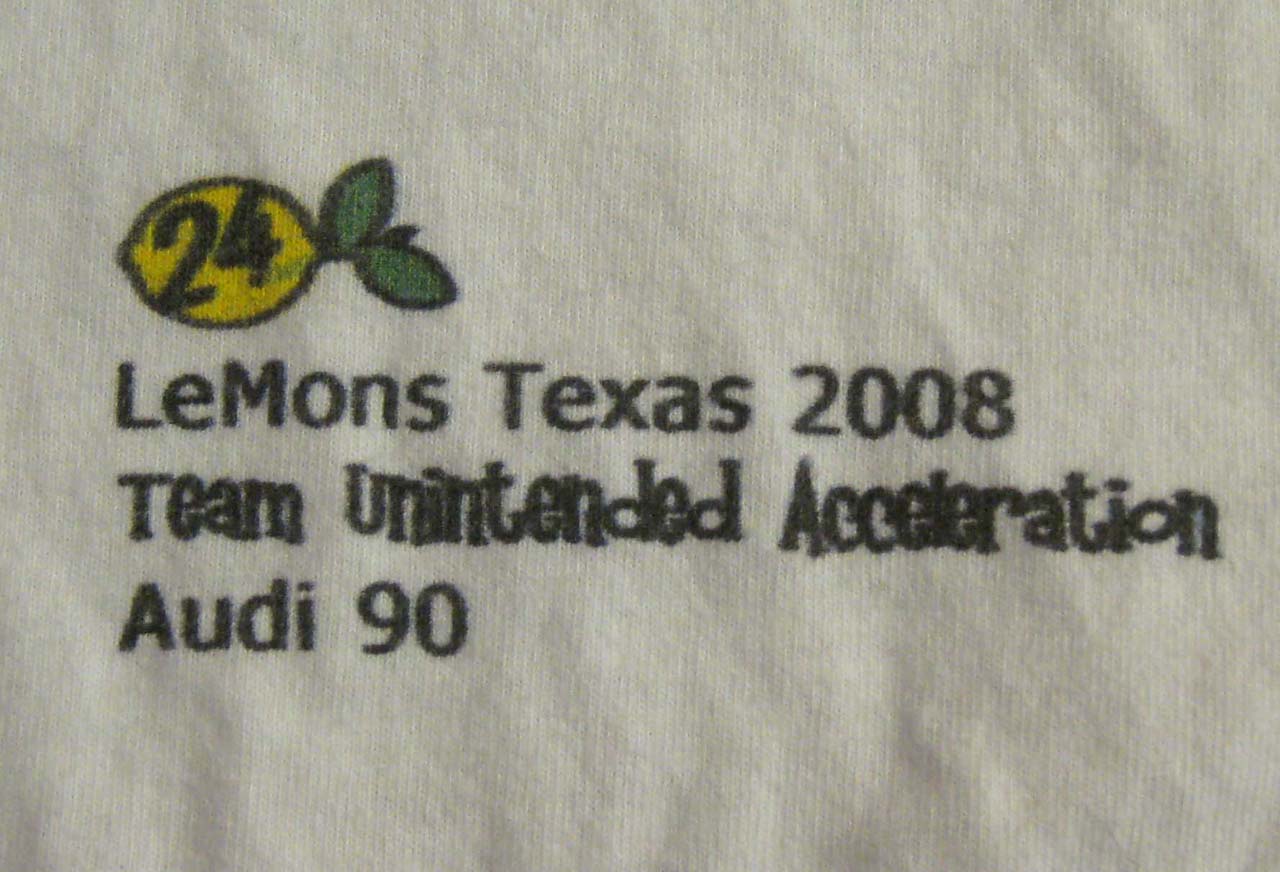 24
LeMons Texas 2008
Team Unintended Acceleration
Audi 90